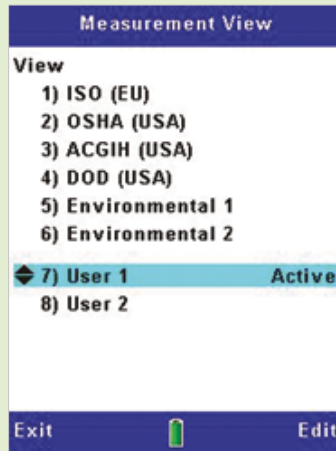 Measurement View
View
1) ISO (EU)
2) OSHA (USA)
3) ACGIH (USA)
4) DOD (USA)
5) Environmental 1
6) Environmental 2
7) User 1 Active
8) User 2
Exit Edit